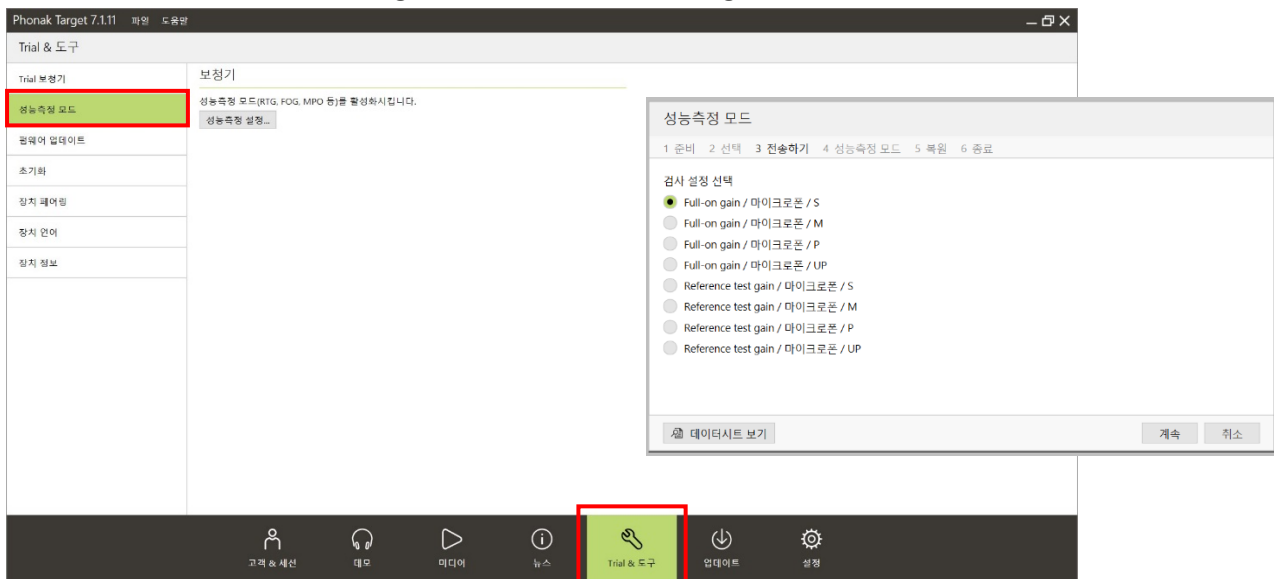 Phonak Target 7.1.11 파일 도움말
Trial & 도구
Trial 보청기
성능측정 모드
펌웨어 업데이트
초기화
장치 페어링
장치 언어
장치 정보
보청기
성능측정 모드(RTG, FOG, MPO 등)를 활성화시킵니다.
성능측정 설정...
성능측정 모드
1 준비 2 선택 3 전송하기 4 성능측정 모드 5 복원 6 종료
검사 설정 선택
Full-on gain / 마이크로폰 / S
Full-on gain / 마이크로폰 / M
Full-on gain / 마이크로폰 / P
Full-on gain / 마이크로폰 / UP
Reference test gain / 마이크로폰 / S
Reference test gain / 마이크로폰 / M
Reference test gain / 마이크로폰 / P
Reference test gain / 마이크로폰 / UP
데이터시트 보기 계속 취소
고객 & 세션 데모 미디어 뉴스 Trial & 도구 업데이트 설정